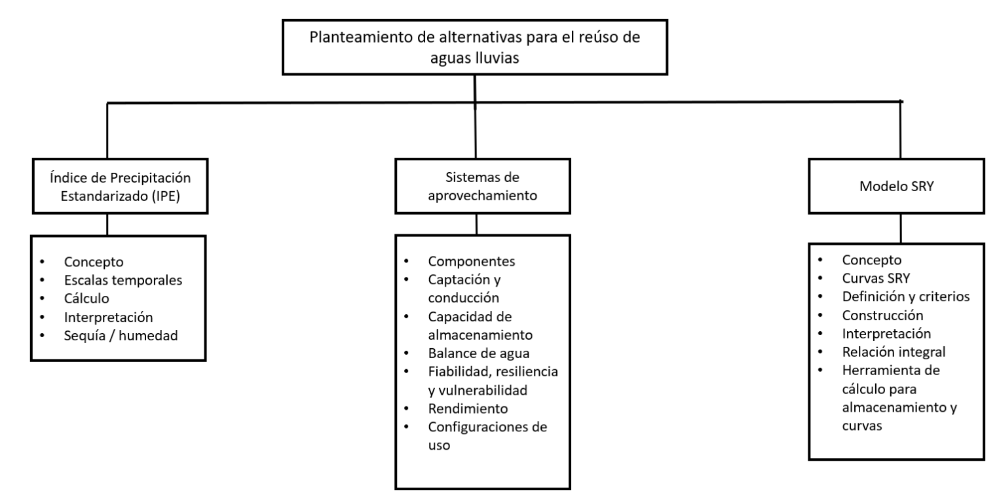 Planteamiento de alternativas para el reúso de
aguas lluvias
Índice de Precipitación
Estandarizado (IPE)
• Concepto
• Escalas temporales
• Cálculo
• Interpretación
• Sequía / humedad
Sistemas de
aprovechamiento
• Componentes
• Captación y
conducción
• Capacidad de
almacenamiento
• Balance de agua
• Fiabilidad, resiliencia
y vulnerabilidad
• Rendimiento
• Configuraciones de
uso
Modelo SRY
• Concepto
• Curvas SRY
• Definición y criterios
• Construcción
• Interpretación
• Relación integral
• Herramienta de
cálculo para
almacenamiento y
curvas